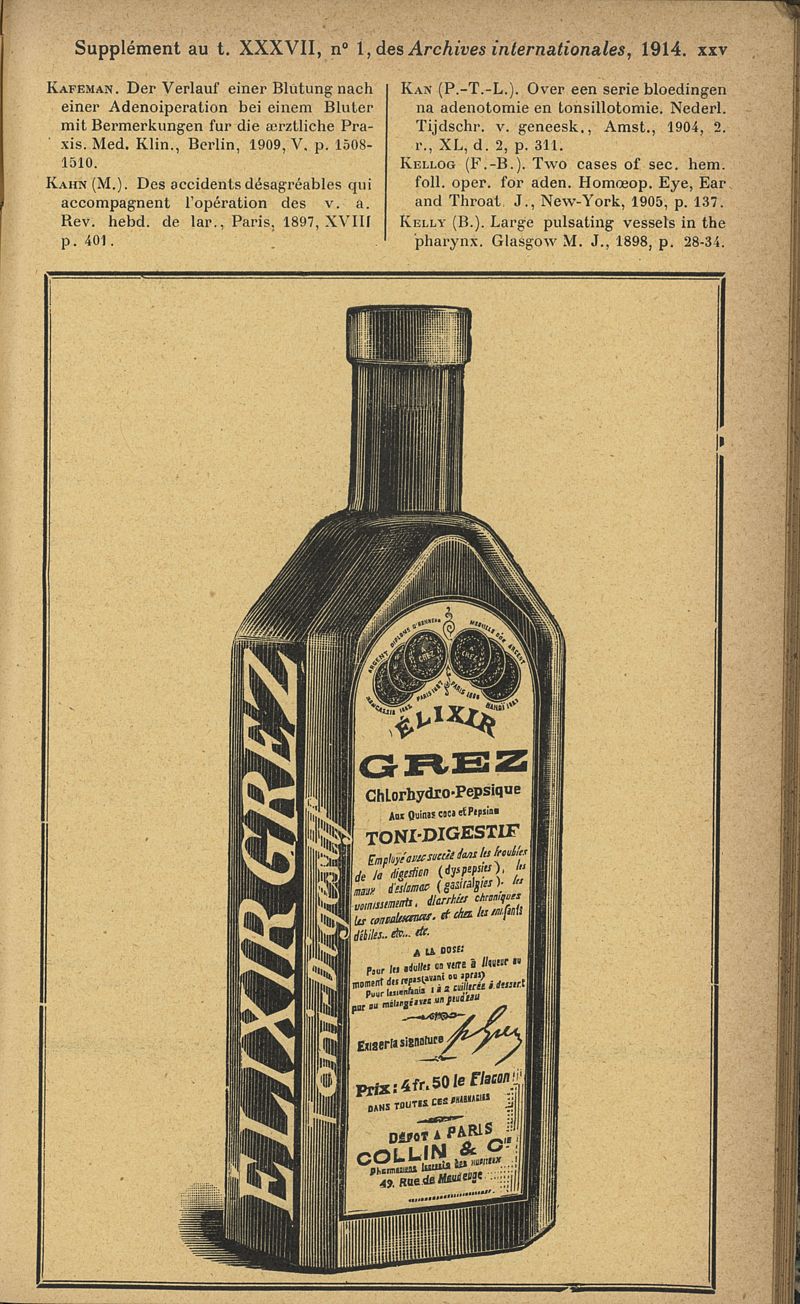 Supplément au t. XXXVII, n° 1, des Archives internationales, 1914. XXV
KAFEMAN. Der Verlauf einer Blutung nach
einer Adenoiperation bei einem Bluter
mit Bermerkungen fur die ærztliche Pra-
xis. Med. Klin., Berlin, 1909, V. p. 1508-
1510.
KAHN (M.). Des accidents désagréables qui
accompagnent l'opération des v. a.
Rev. hebd. de lar., Paris, 1897, XVIII
p. 401.
KAN (P.-T.-L.). Over een serie bloedingen
na adenotomie en tonsillotomie. Nederl.
Tijdschr. v. geneesk., Amst., 1904, 2.
r., XL, d. 2, p. 311.
KELLOG (F.-B.). Two cases of sec. hem.
foll. oper. for aden. Homœop. Eye, Ear
and Throat. J., New-York, 1905, p. 137.
KELLY (B.). Large pulsating vessels in the
pharynx. Glasgow M. J., 1898, p. 28-34.
ÉLIXIR GREZ
Toni-Digestif
ARGENT DIPLOME D'HONNEUR
PARIS PARIS
ÉLIXIR
GREZ
Chlorhydro-Pepsique
Aux Quinas coca et Pepsine
TONI-DIGESTIF
Employé avec succès dans les troubles
de la digestion (dyspepsies), les
maux d'estomac (gastralgies). les
vomissements, diarrhées chroniques
les convalescences. et chez les enfants
débiles.. etc... etc.
A LA DOSE:
Pour les adultes un verre à liqueur au
moment des repas (avant ou après)
Pour les enfants 1 à 2 cuillerée à dessert
pur ou mélangé avec un peu d'eau
Exiger la signature Grez
Prix: 4 fr. 50 le Flacon
DANS TOUTES LES PHARMACIES
DÉPOT A PARIS
COLLIN & Cie
Pharmaciens
49, Rue de Maubeuge